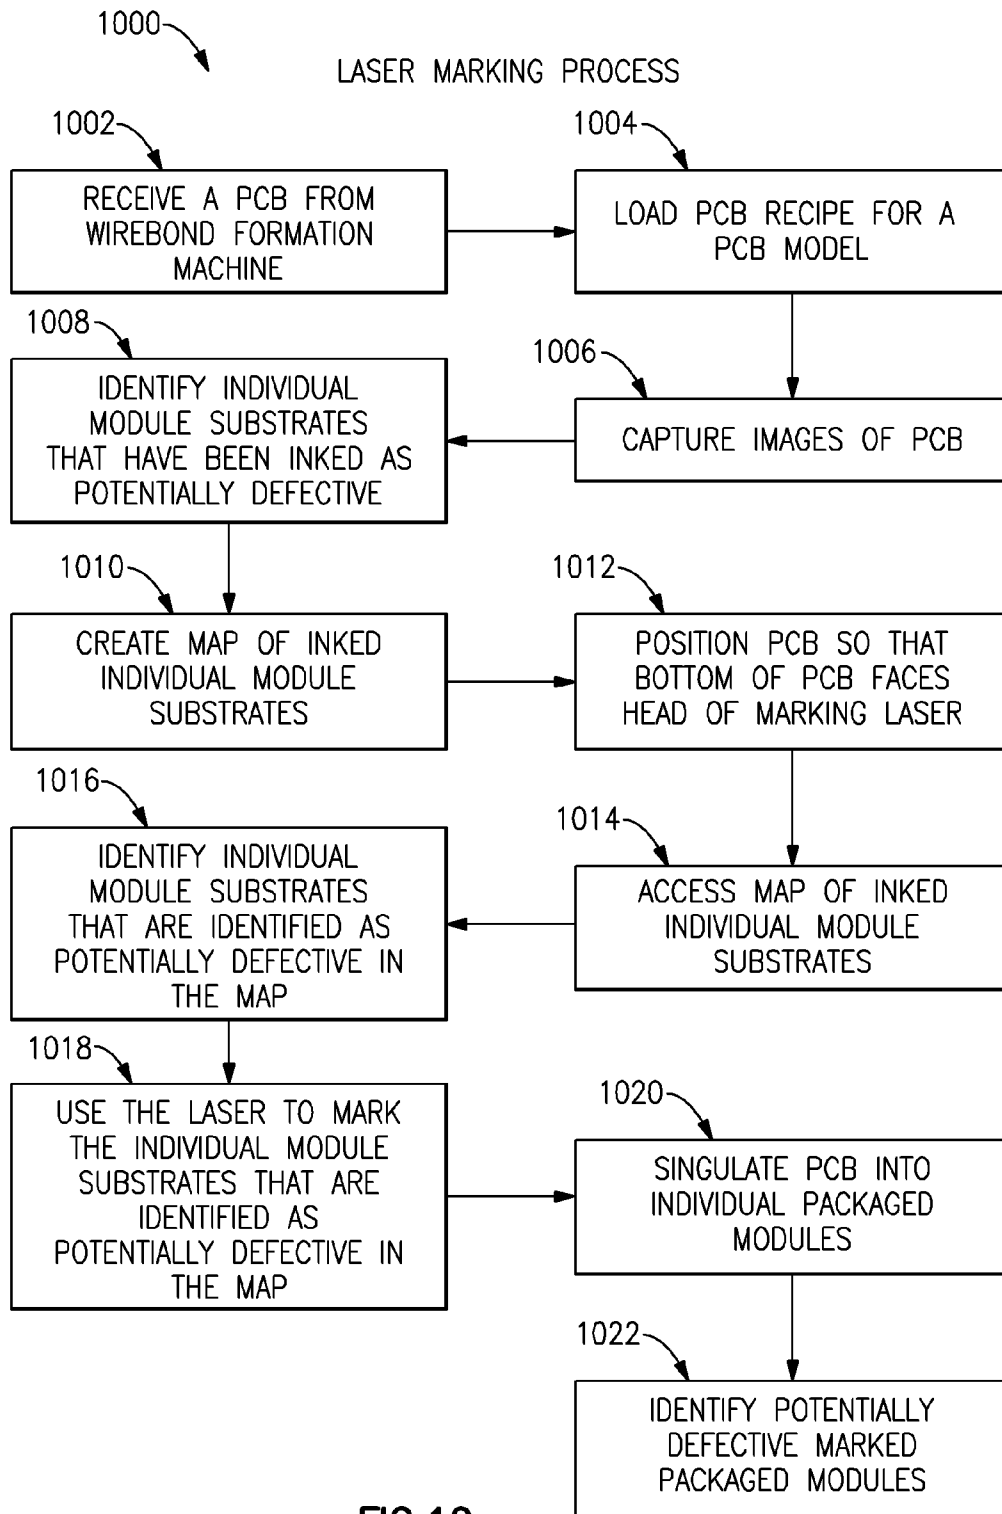 1000
LASER MARKING PROCESS
1002
RECEIVE A PCB FROM
WIREBOND FORMATION
MACHINE
1004
LOAD PCB RECIPE FOR A
PCB MODEL
1006
CAPTURE IMAGES OF PCB
1008
IDENTIFY INDIVIDUAL
MODULE SUBSTRATES
THAT HAVE BEEN INKED AS
POTENTIALLY DEFECTIVE
1010
CREATE MAP OF INKED
INDIVIDUAL MODULE
SUBSTRATES
1012
POSITION PCB SO THAT
BOTTOM OF PCB FACES
HEAD OF MARKING LASER
1014
ACCESS MAP OF INKED
INDIVIDUAL MODULE
SUBSTRATES
1016
IDENTIFY INDIVIDUAL
MODULE SUBSTRATES
THAT ARE IDENTIFIED AS
POTENTIALLY DEFECTIVE IN
THE MAP
1018
USE THE LASER TO MARK
THE INDIVIDUAL MODULE
SUBSTRATES THAT ARE
IDENTIFIED AS
POTENTIALLY DEFECTIVE IN
THE MAP
1020
SINGULATE PCB INTO
INDIVIDUAL PACKAGED
MODULES
1022
IDENTIFY POTENTIALLY
DEFECTIVE MARKED
PACKAGED MODULES